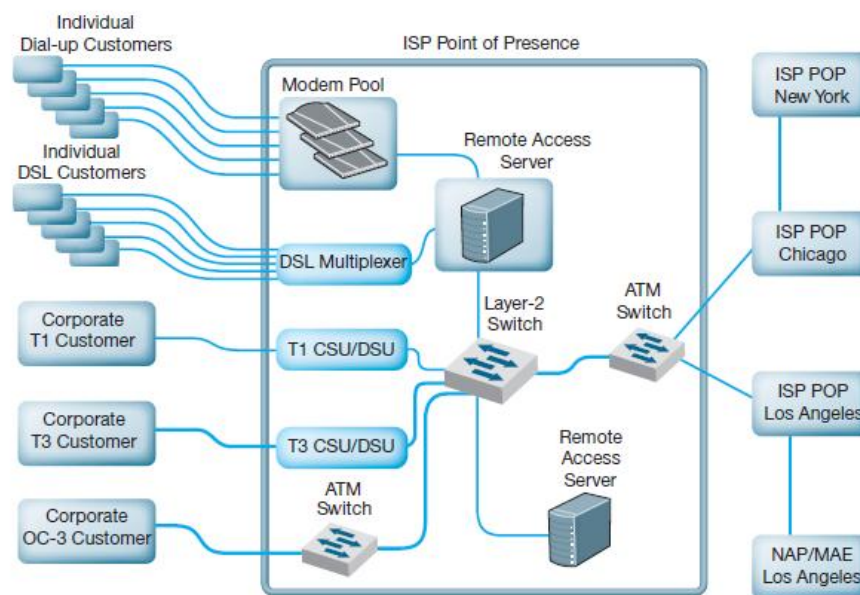 Individual
Dial-up Customers
ISP Point of Presence
Modem Pool
ISP POP
New York
Remote Access
Server
Individual
DSL Customers
DSL Multiplexer
ISP POP
Chicago
Layer-2
Switch
ATM
Switch
Corporate
T1 Customer
T1 CSU/DSU
ISP POP
Los Angeles
Corporate
T3 Customer
T3 CSU/DSU
Remote
Access
Server
ATM
Switch
Corporate
OC-3 Customer
NAP/MAE
Los Angeles